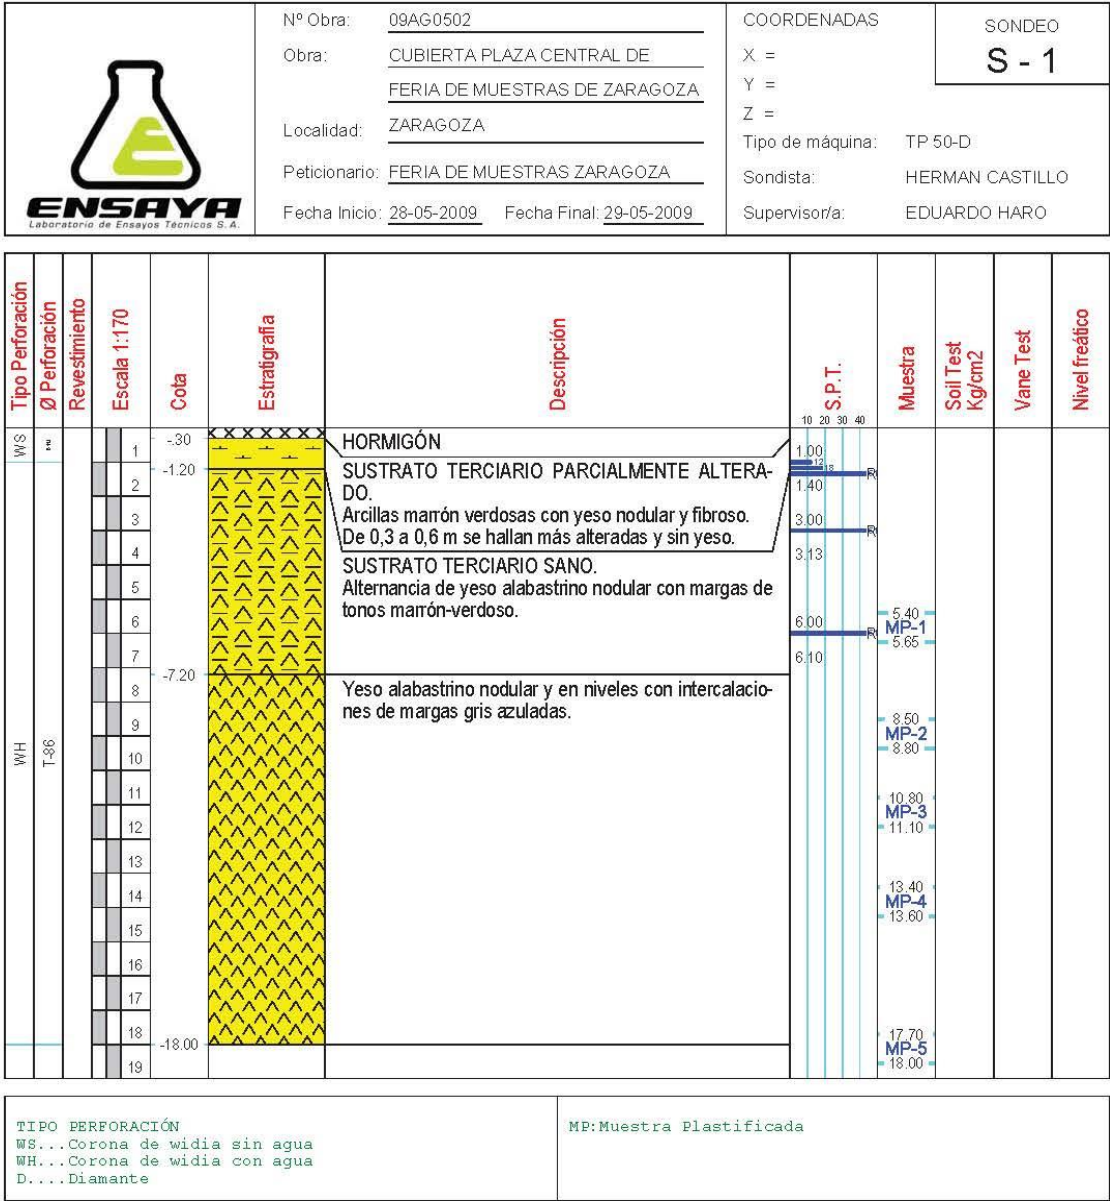 ENSAYA
Laboratorio de Ensayos Técnicos S.A.
Nº Obra: 09AG0502
Obra: CUBIERTA PLAZA CENTRAL DE
FERIA DE MUESTRAS DE ZARAGOZA
Localidad: ZARAGOZA
Peticionario: FERIA DE MUESTRAS ZARAGOZA
Fecha Inicio: 28-05-2009 Fecha Final: 29-05-2009
COORDENADAS
X =
Y =
Z =
Tipo de máquina: TP 50-D
Sondista: HERMAN CASTILLO
Supervisor/a: EDUARDO HARO
SONDEO
S - 1
Tipo Perforación
Ø Perforación
Revestimiento
Escala 1:170
Cota
Estratigrafía
Descripción
S.P.T.
10 20 30 40
Muestra
Soil Test
Kg/cm2
Vane Test
Nivel freático
WS
WH
T-86
1
2
3
4
5
6
7
8
9
10
11
12
13
14
15
16
17
18
19
-.30
-1.20
-7.20
-18.00
HORMIGÓN
SUSTRATO TERCIARIO PARCIALMENTE ALTERA-
DO.
Arcillas marrón verdosas con yeso nodular y fibroso.
De 0,3 a 0,6 m se hallan más alteradas y sin yeso.
SUSTRATO TERCIARIO SANO.
Alternancia de yeso alabastrino nodular con margas de
tonos marrón-verdoso.
Yeso alabastrino nodular y en niveles con intercalacio-
nes de margas gris azuladas.
1.00
12
18
R
1.40
3.00
R
3.13
6.00
R
6.10
5.40
MP-1
5.65
8.50
MP-2
8.80
10.80
MP-3
11.10
13.40
MP-4
13.60
17.70
MP-5
18.00
TIPO PERFORACIÓN
WS...Corona de widia sin agua
WH...Corona de widia con agua
D....Diamante
MP:Muestra Plastificada